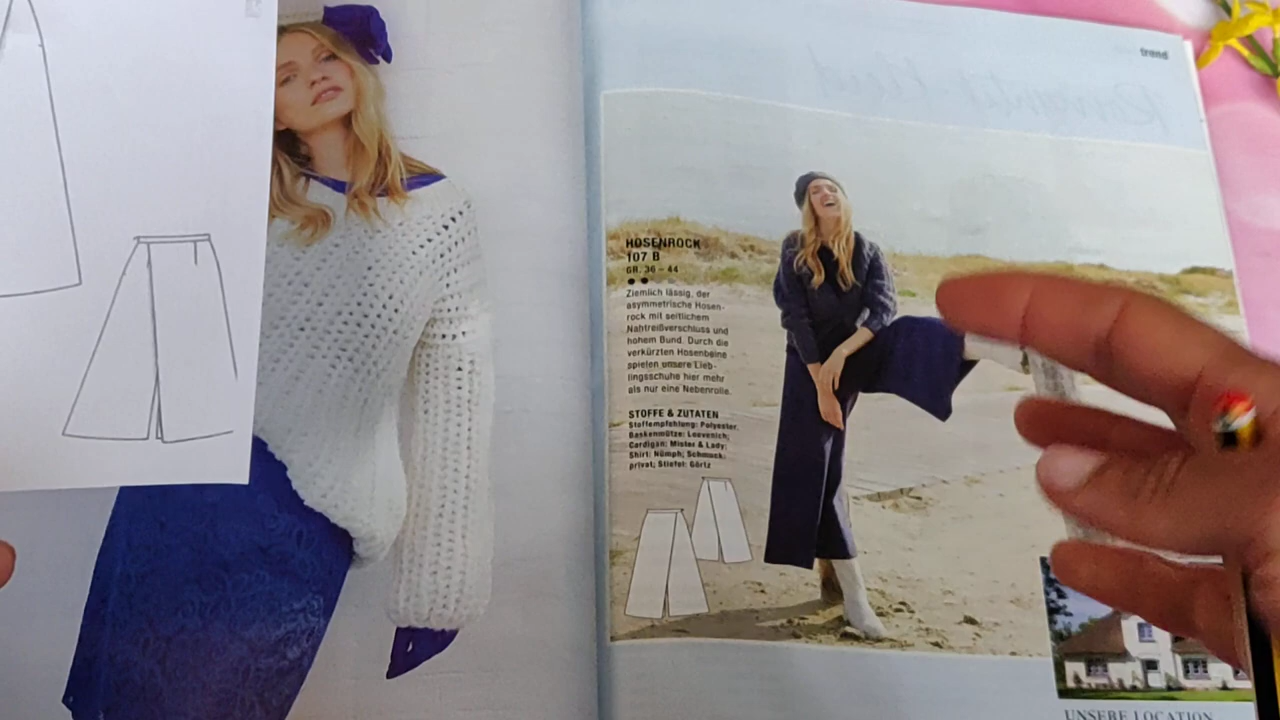 trend
HOSENROCK
107 B
GR. 36 – 44
Ziemlich lässig, der
asymmetrische Hosen-
rock mit seitlichem
Nahtreißverschluss und
hohem Bund. Durch die
verkürzten Hosenbeine
spielen unsere Lieb-
lingsschuhe hier mehr
als nur eine Nebenrolle.
STOFFE & ZUTATEN
Stoffempfehlung: Polyester.
Baskenmütze: Loevenich;
Cardigan: Mister & Lady;
Shirt: Nümph; Schmuck:
privat; Stiefel: Görtz
UNSERE LOCATION